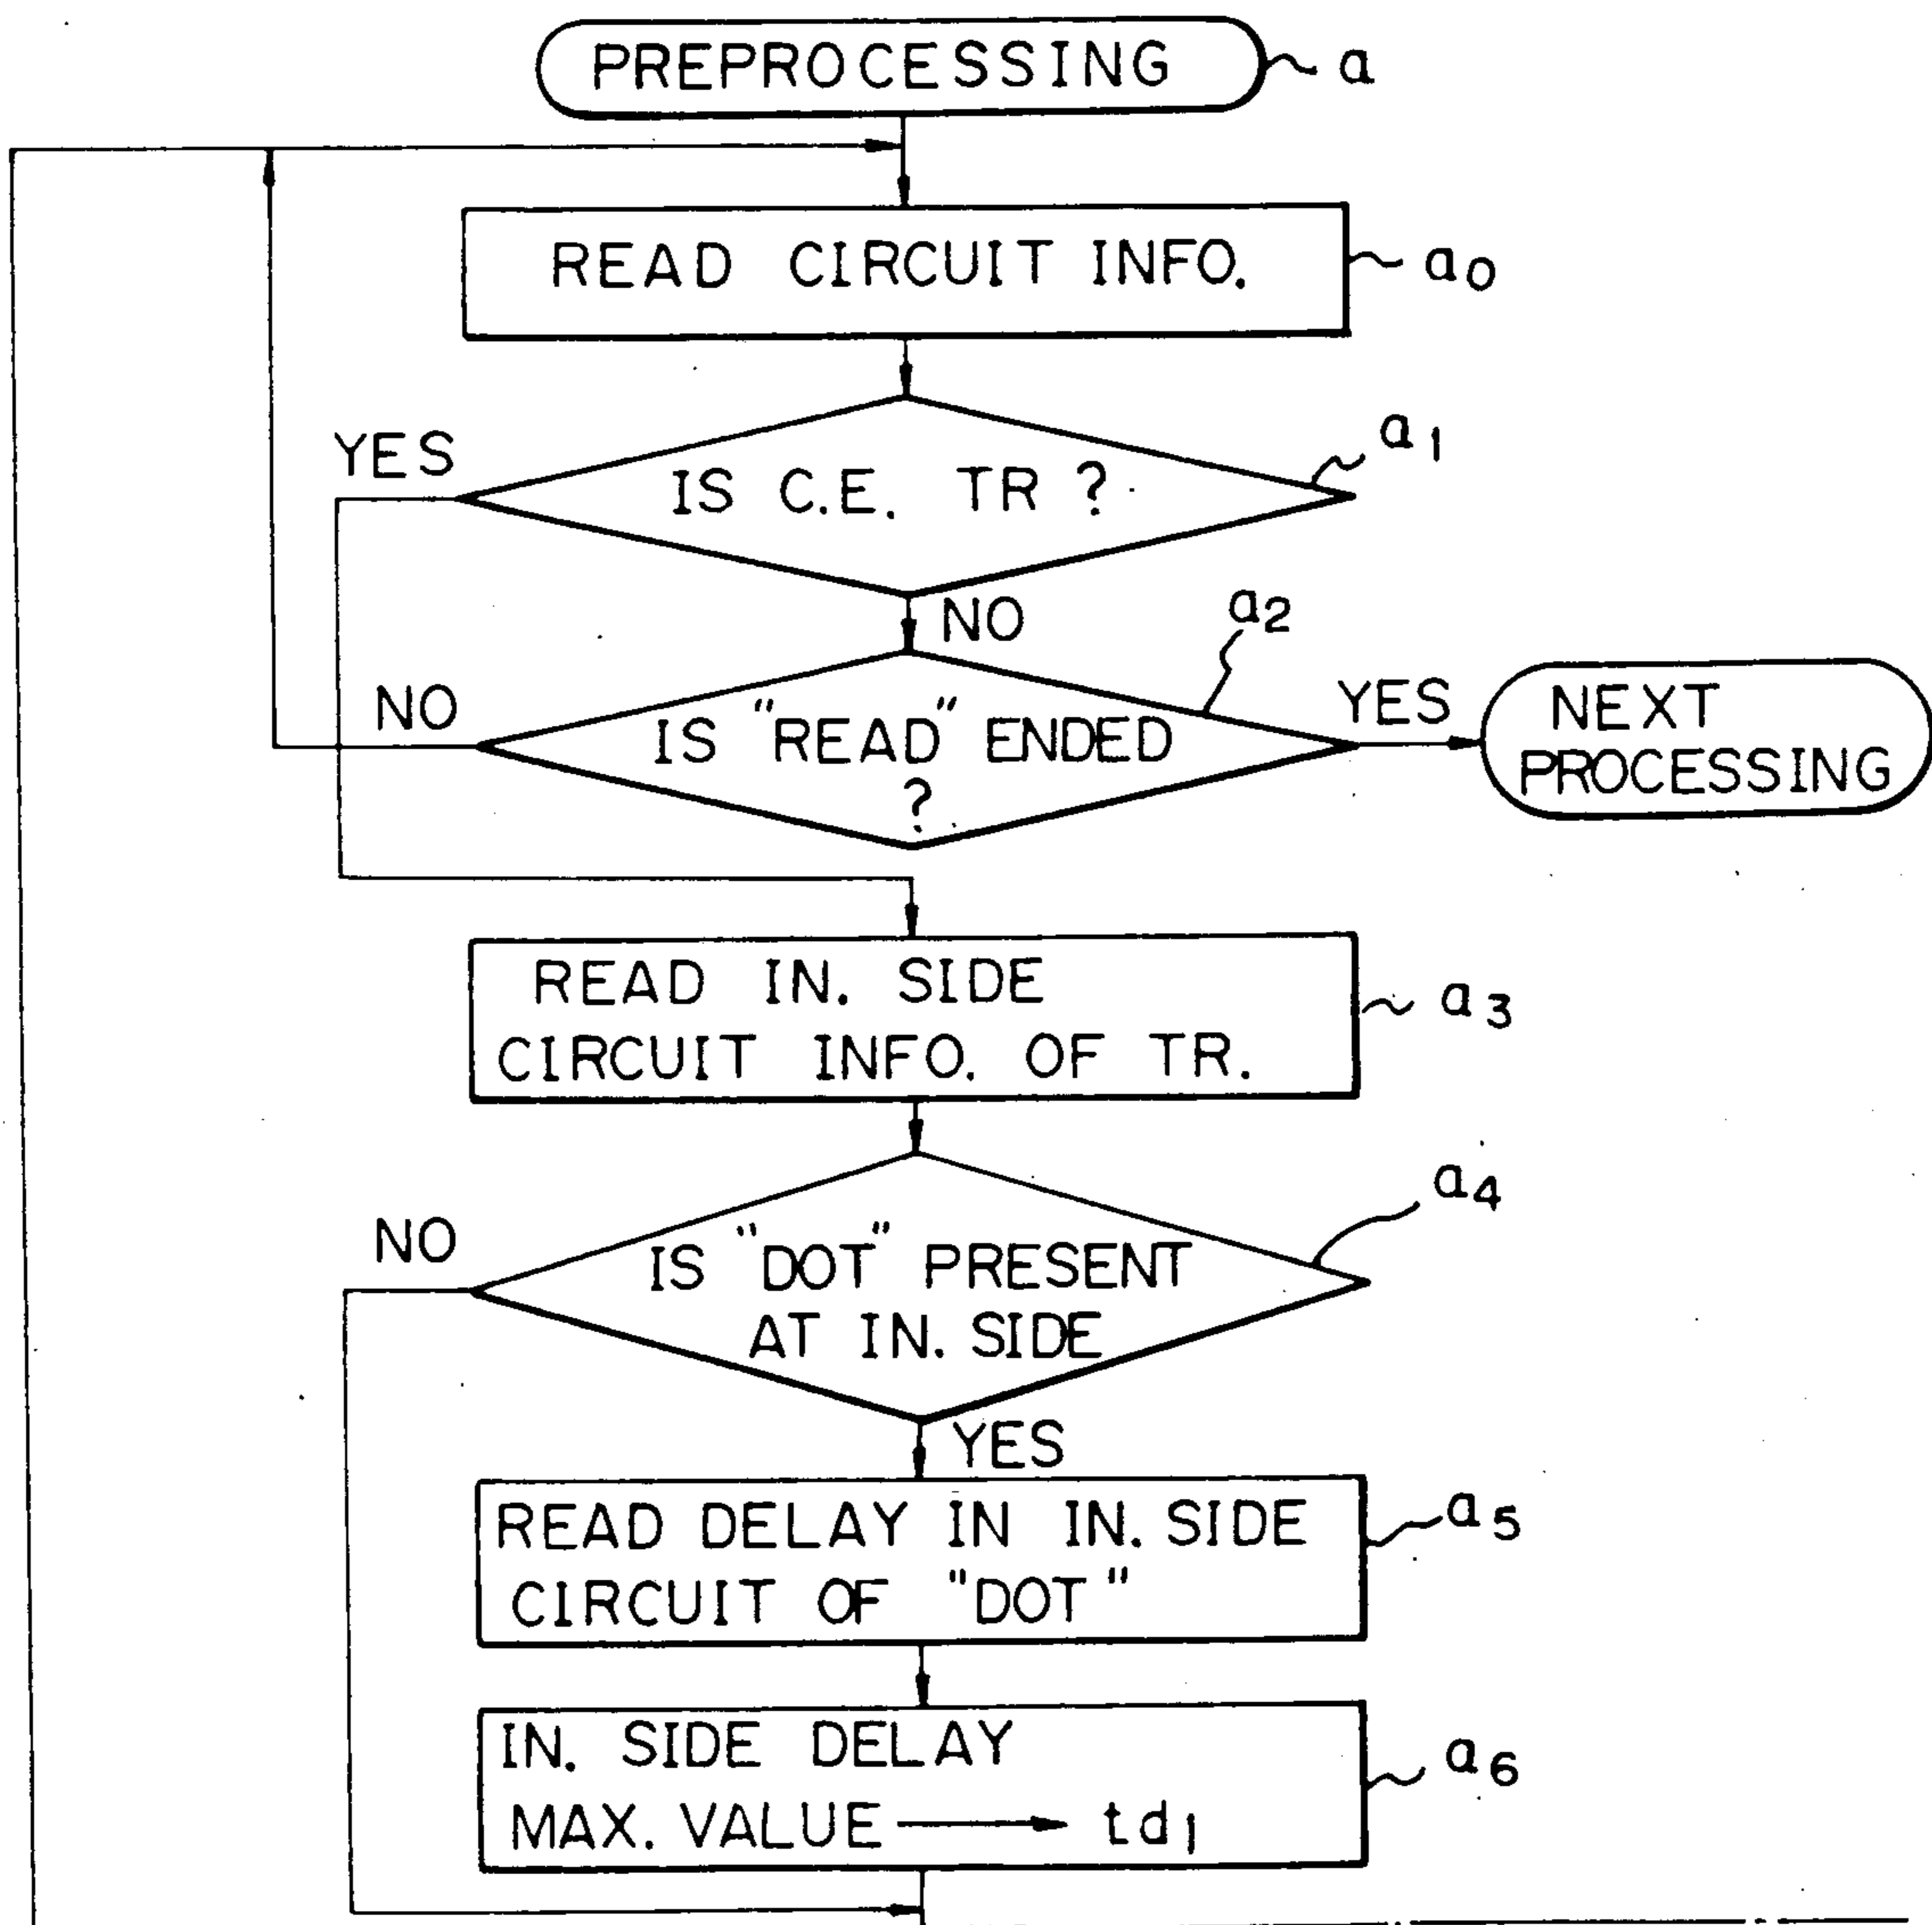 PREPROCESSING
a
READ CIRCUIT INFO.
a0
YES
IS C.E. TR ?
a1
NO
a2
NO
IS "READ" ENDED
?
YES
NEXT
PROCESSING
READ IN. SIDE
CIRCUIT INFO. OF TR.
a3
a4
NO
IS "DOT" PRESENT
AT IN. SIDE
YES
READ DELAY IN IN. SIDE
CIRCUIT OF "DOT"
a5
IN. SIDE DELAY
MAX. VALUE → td1
a6